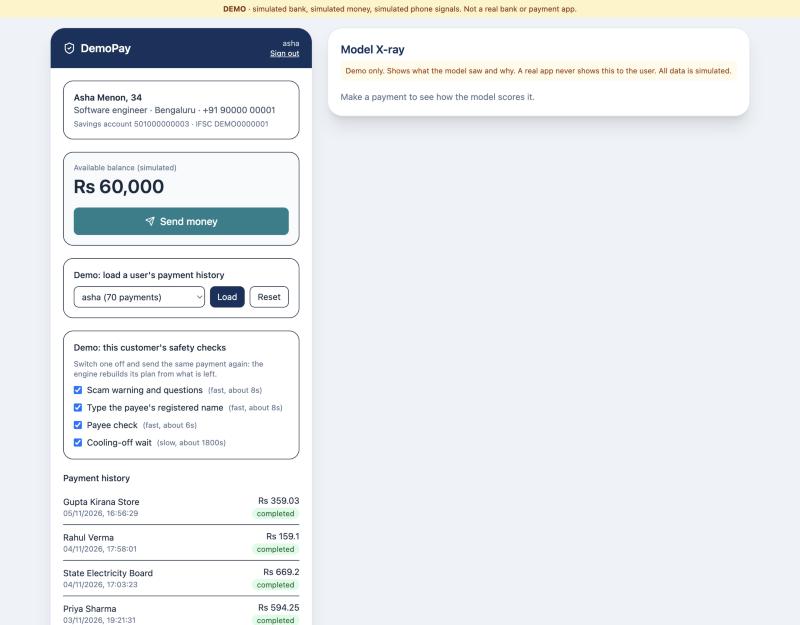 DEMO · simulated bank, simulated money, simulated phone signals. Not a real bank or payment app.
DemoPay
asha
Sign out
Asha Menon, 34
Software engineer · Bengaluru · +91 90000 00001
Savings account 501000000003 · IFSC DEMO0000001
Available balance (simulated)
Rs 60,000
Send money
Demo: load a user's payment history
asha (70 payments)
Load
Reset
Demo: this customer's safety checks
Switch one off and send the same payment again: the
engine rebuilds its plan from what is left.
Scam warning and questions (fast, about 8s)
Type the payee's registered name (fast, about 8s)
Payee check (fast, about 6s)
Cooling-off wait (slow, about 1800s)
Payment history
Gupta Kirana Store
Rs 359.03
05/11/2026, 16:56:29
completed
Rahul Verma
Rs 159.1
04/11/2026, 17:58:01
completed
State Electricity Board
Rs 669.2
04/11/2026, 17:03:23
completed
Priya Sharma
Rs 594.25
03/11/2026, 19:21:31
completed
Model X-ray
Demo only. Shows what the model saw and why. A real app never shows this to the user. All data is simulated.
Make a payment to see how the model scores it.